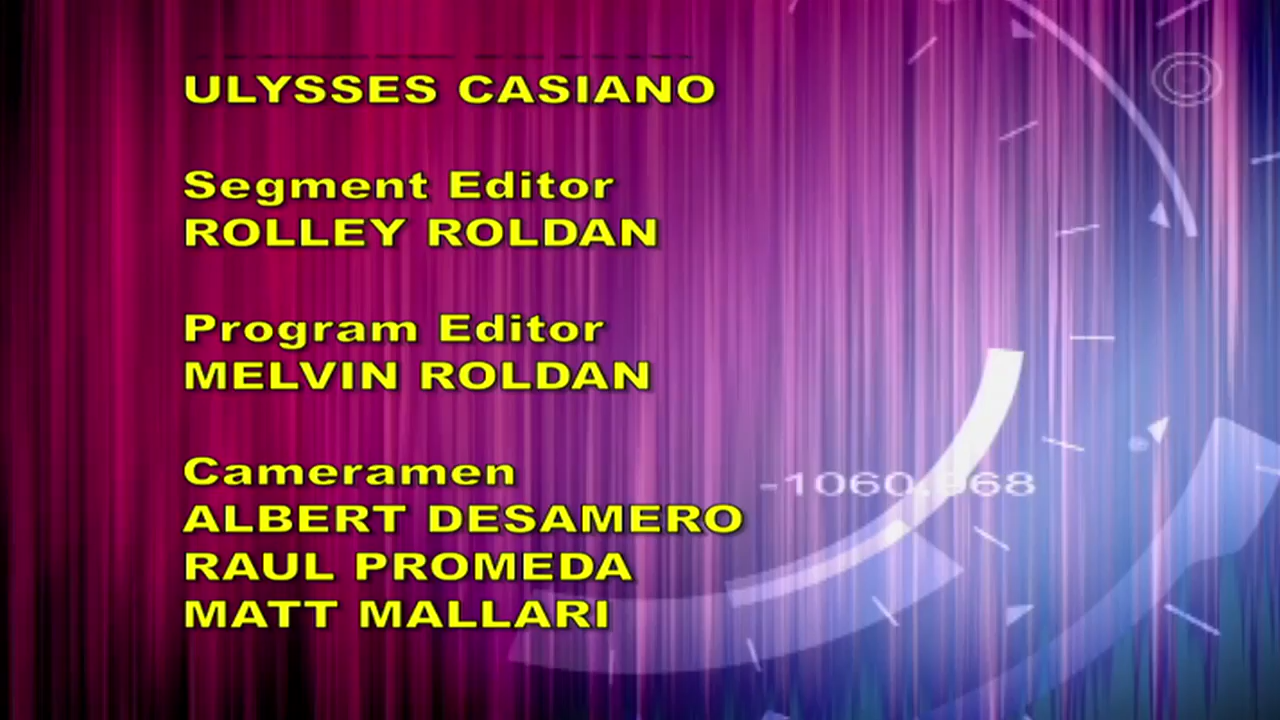 ULYSSES CASIANO
Segment Editor
ROLLEY ROLDAN
Program Editor
MELVIN ROLDAN
Cameramen
ALBERT DESAMERO
RAUL PROMEDA
MATT MALLARI